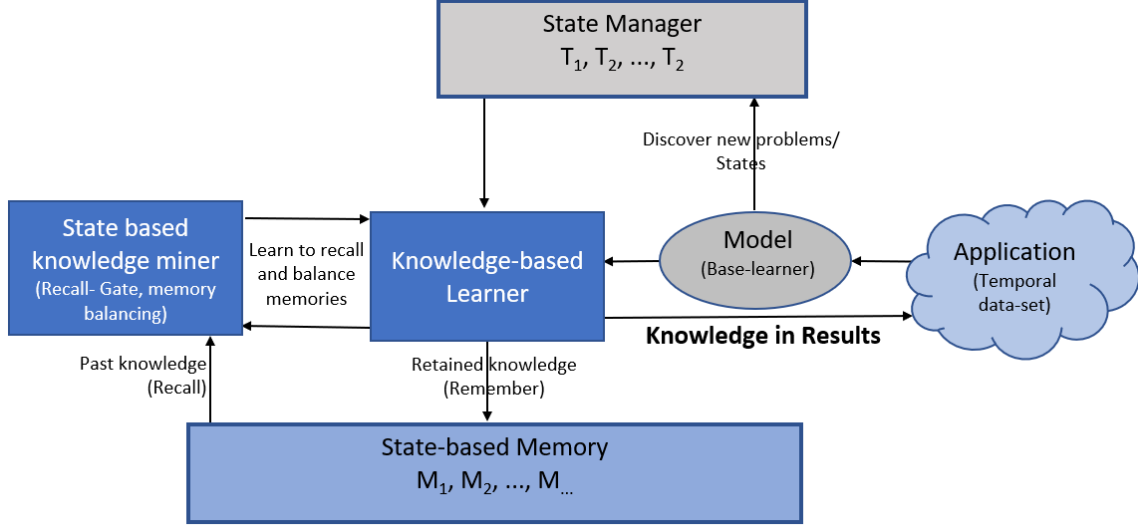 State Manager
T₁, T₂, ..., T₂
Discover new problems/
States
State based
knowledge miner
(Recall- Gate, memory
balancing)
Learn to recall
and balance
memories
Knowledge-based
Learner
Model
(Base-learner)
Application
(Temporal
data-set)
Knowledge in Results
Past knowledge
(Recall)
Retained knowledge
(Remember)
State-based Memory
M₁, M₂, ..., M...